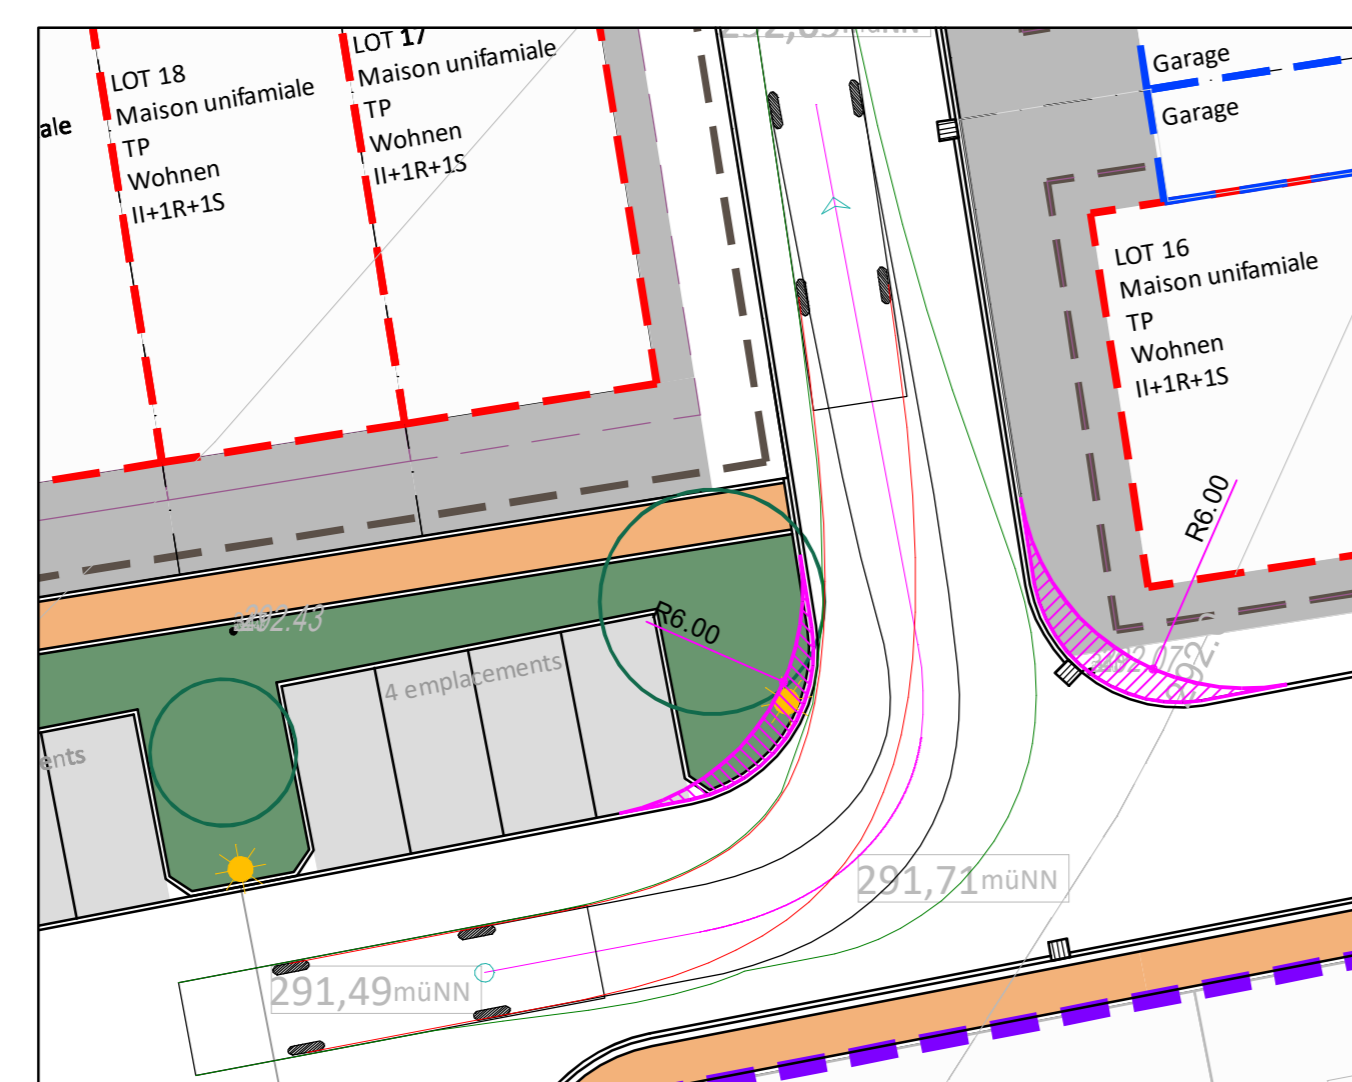 292,69müNN
LOT 17
Maison unifamiale
TP
Wohnen
II+1R+1S
LOT 18
Maison unifamiale
TP
Wohnen
II+1R+1S
ale
Garage
Garage
LOT 16
Maison unifamiale
TP
Wohnen
II+1R+1S
R6.00
R6.00
4 emplacements
ents
291,71müNN
291,49müNN